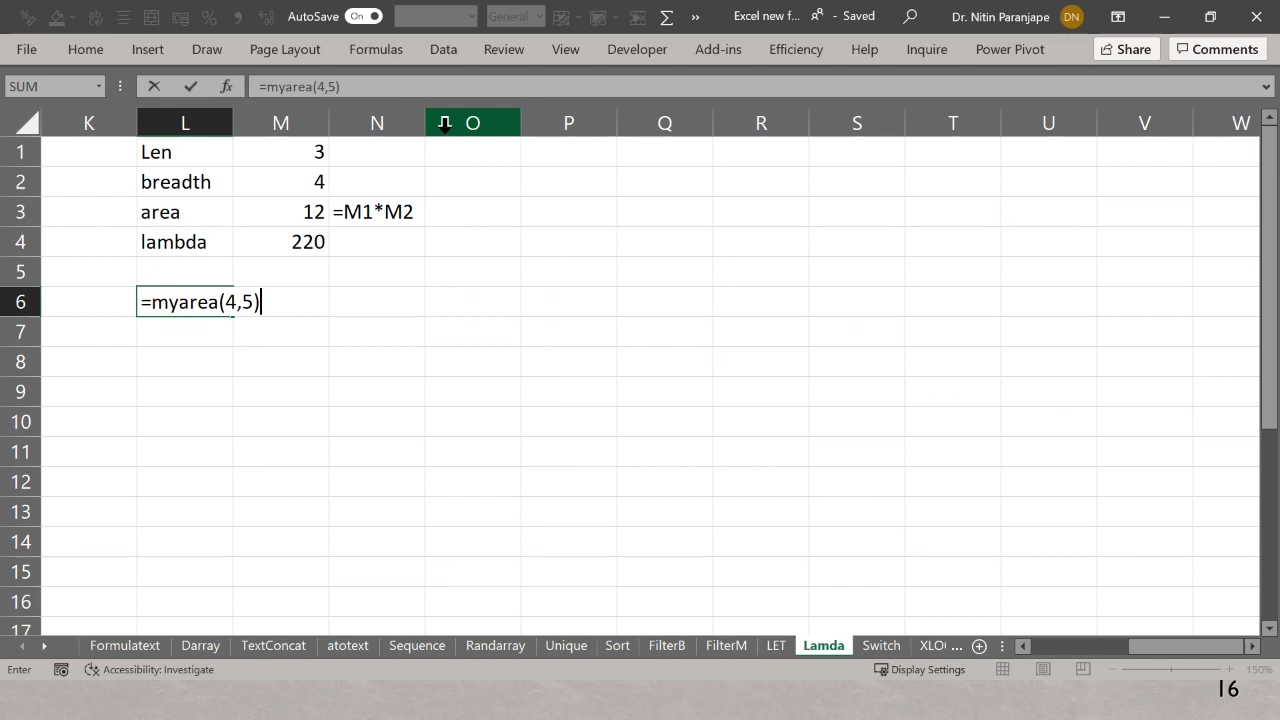 AutoSave On General Excel new f... - Saved Dr. Nitin Paranjape DN
File Home Insert Draw Page Layout Formulas Data Review View Developer Add-ins Efficiency Help Inquire Power Pivot Share Comments
SUM fx =myarea(4,5)
K L M N O P Q R S T U V W
1 Len 3
2 breadth 4
3 area 12 =M1*M2
4 lambda 220
5
6 =myarea(4,5)
7
8
9
10
11
12
13
14
15
16
17
Formulatext Darray TextConcat atotext Sequence Randarray Unique Sort FilterB FilterM LET Lamda Switch XLO ...
Enter Accessibility: Investigate Display Settings 150%
16